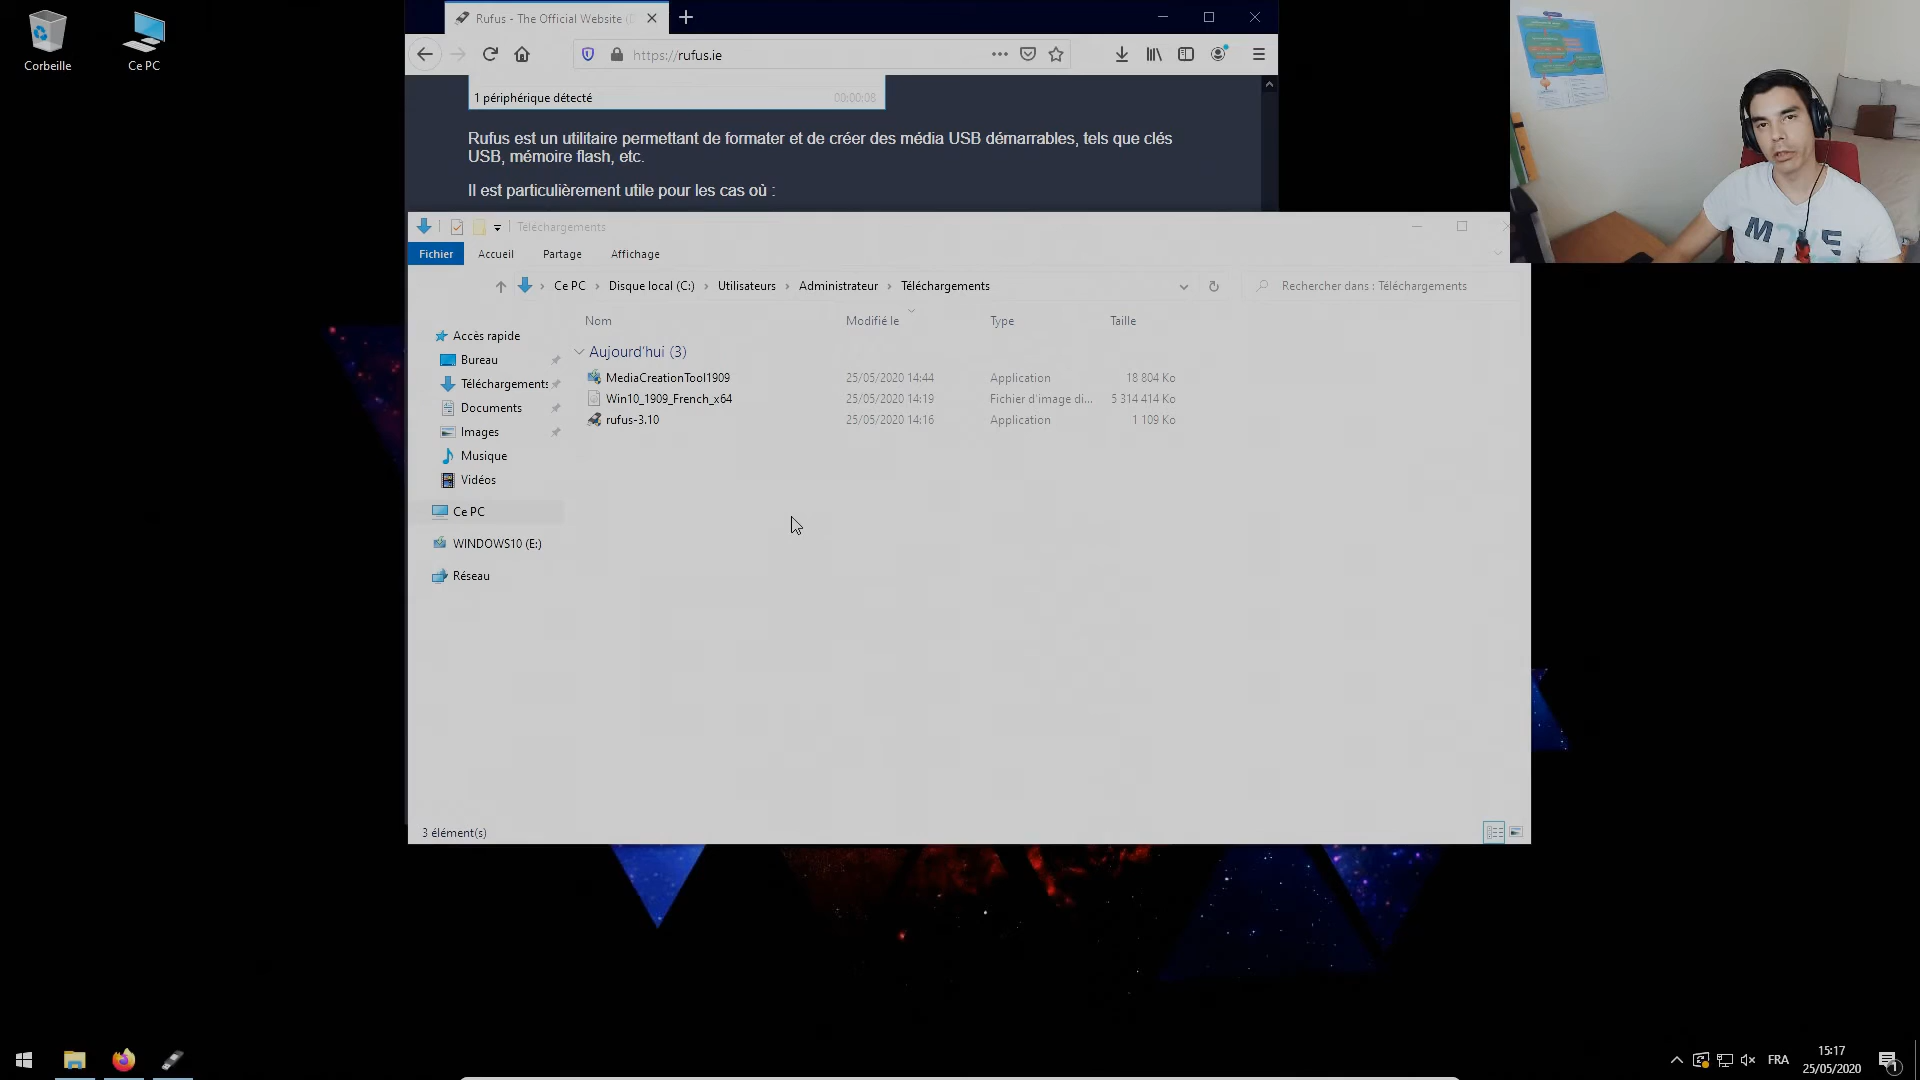 Corbeille
Ce PC
Rufus - The Official Website (
https://rufus.ie
1 périphérique détecté
00:00:08
Rufus est un utilitaire permettant de formater et de créer des média USB démarrables, tels que clés
USB, mémoire flash, etc.
Il est particulièrement utile pour les cas où :
Téléchargements
Fichier Accueil Partage Affichage
Ce PC > Disque local (C:) > Utilisateurs > Administrateur > Téléchargements
Rechercher dans : Téléchargements
Nom Modifié le Type Taille
Aujourd'hui (3)
MediaCreationTool1909 25/05/2020 14:44 Application 18 804 Ko
Win10_1909_French_x64 25/05/2020 14:19 Fichier d'image di... 5 314 414 Ko
rufus-3.10 25/05/2020 14:16 Application 1 109 Ko
Accès rapide
Bureau
Téléchargements
Documents
Images
Musique
Vidéos
Ce PC
WINDOWS10 (E:)
Réseau
3 élément(s)
FRA
15:17
25/05/2020
1